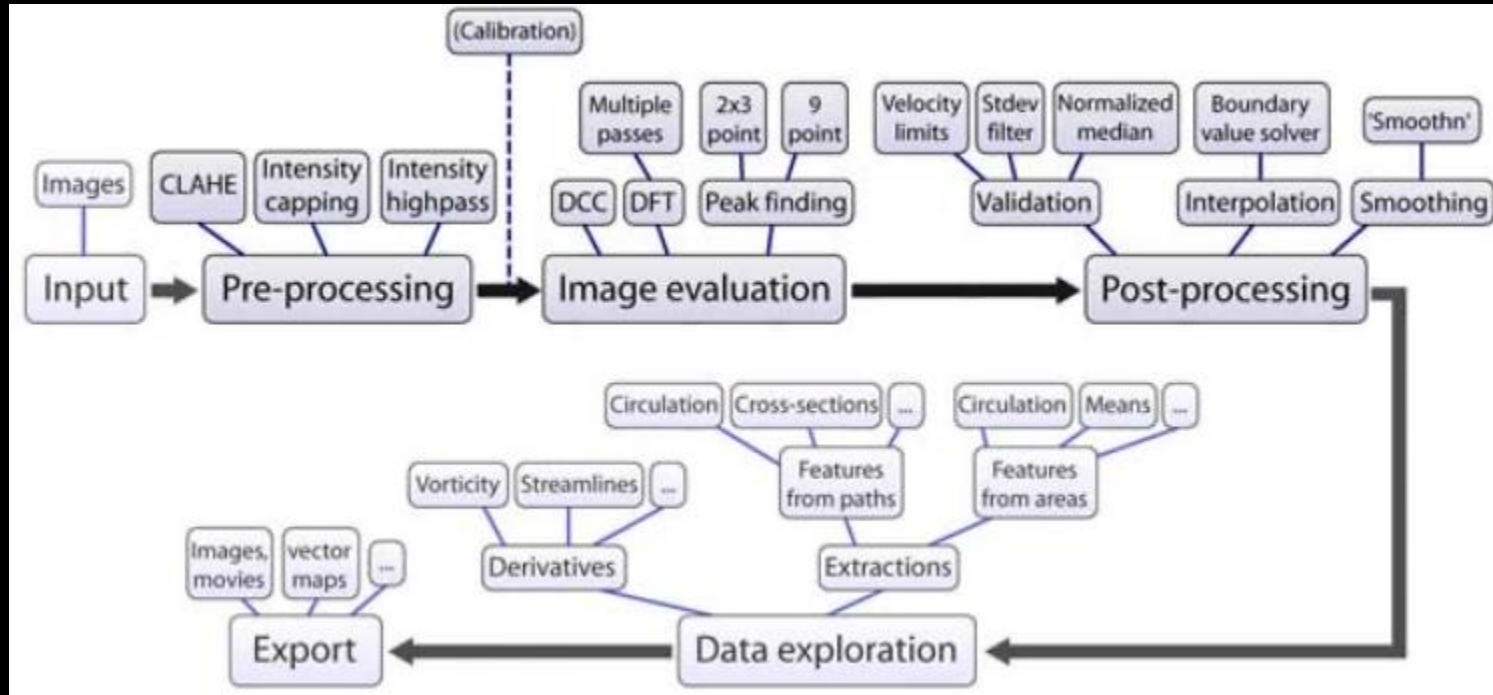 (Calibration)
Multiple
passes
2x3
point
9
point
Velocity
limits
Stdev
filter
Normalized
median
Boundary
value solver
'Smoothn'
Images
CLAHE
Intensity
capping
Intensity
highpass
DCC
DFT
Peak finding
Validation
Interpolation
Smoothing
Input
Pre-processing
Image evaluation
Post-processing
Circulation
Cross-sections
...
Circulation
Means
...
Features
from paths
Features
from areas
Vorticity
Streamlines
...
Images,
movies
vector
maps
...
Derivatives
Extractions
Export
Data exploration